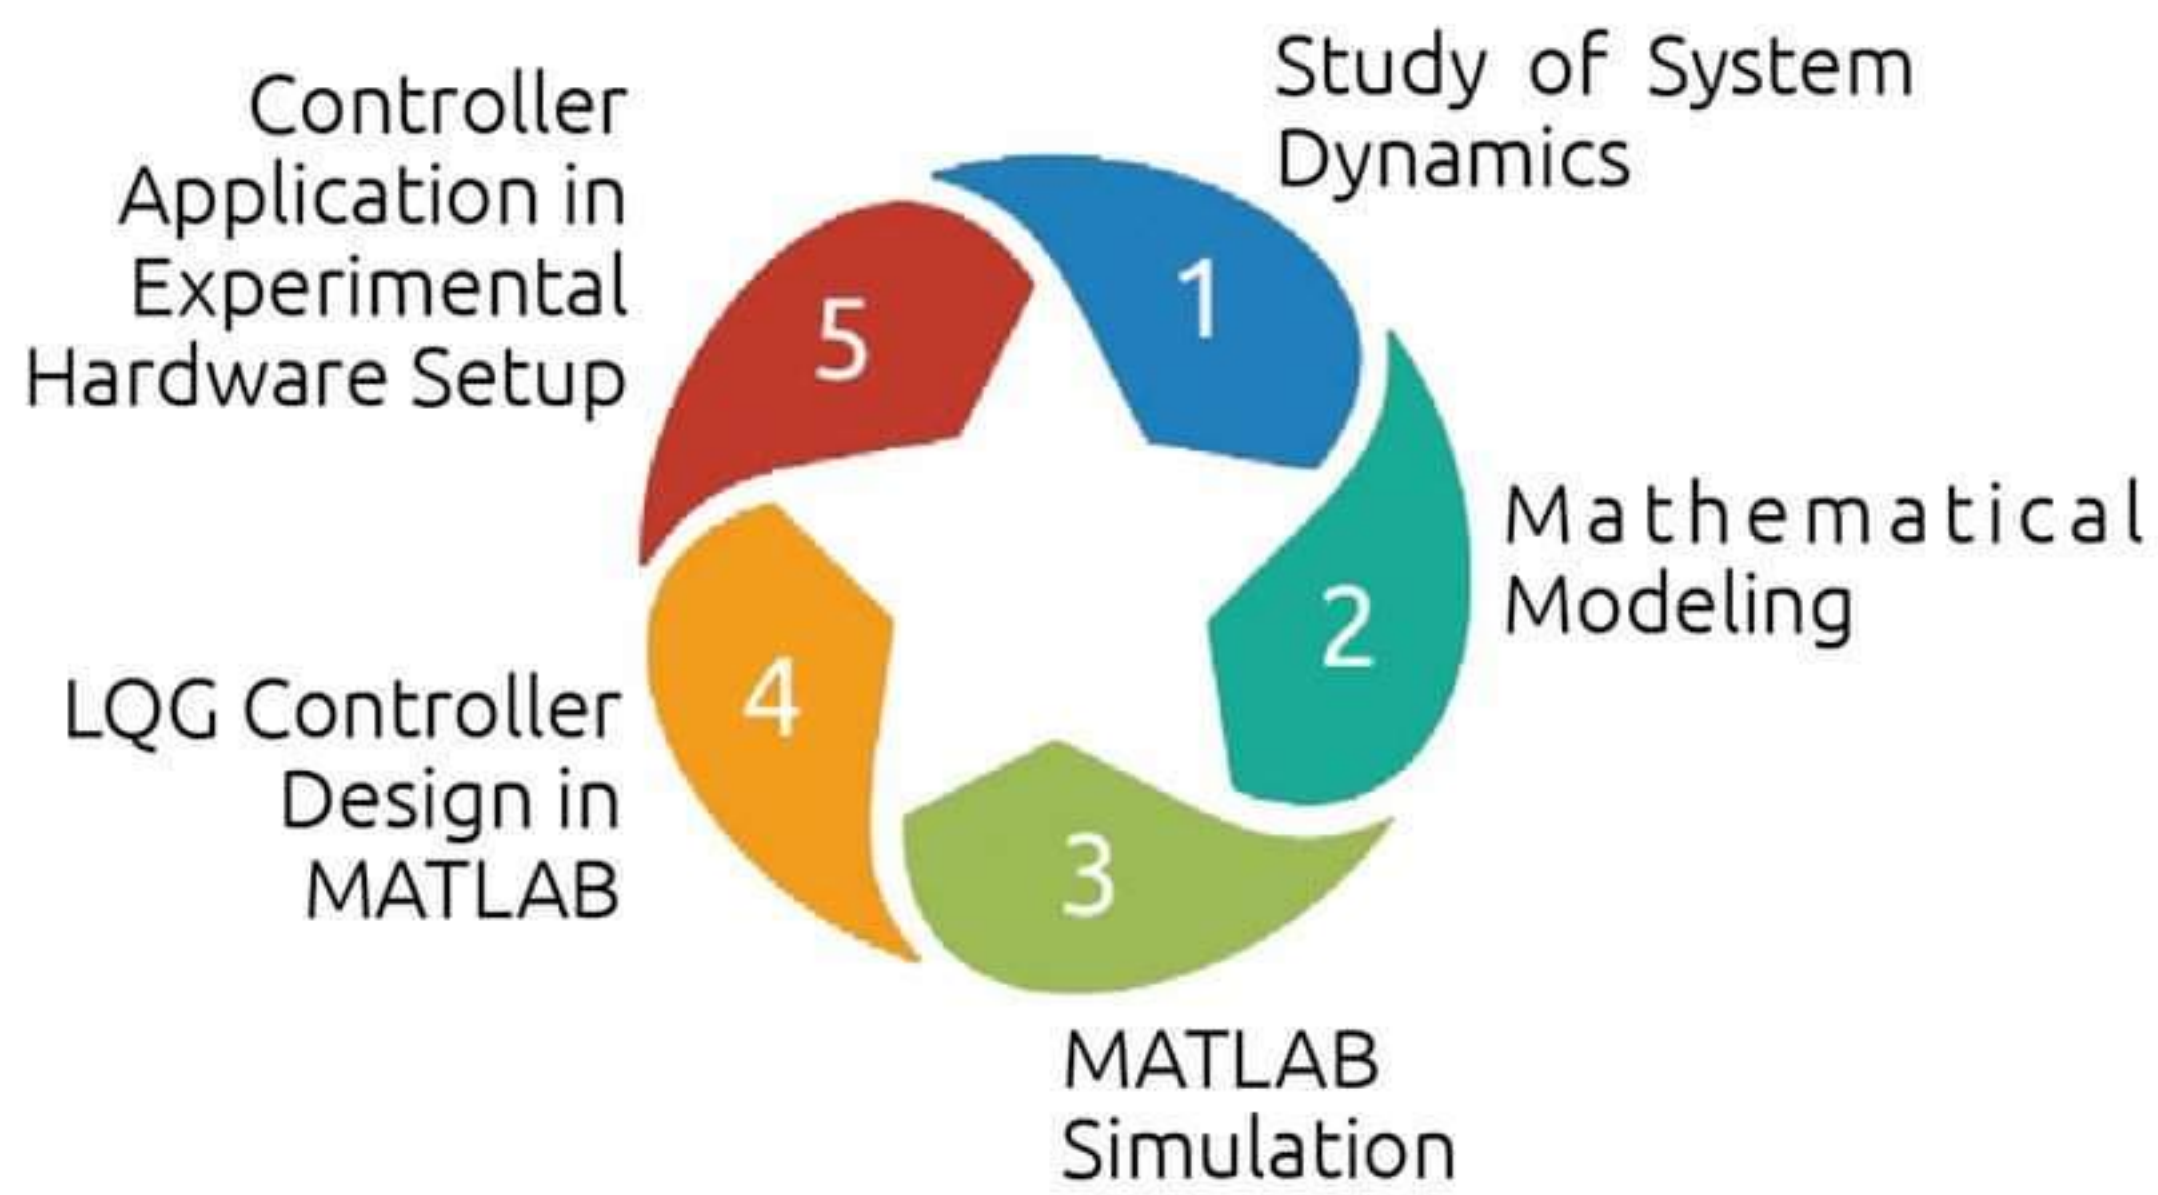 1
Study of System
Dynamics
2
Mathematical
Modeling
3
MATLAB
Simulation
4
LQG Controller
Design in
MATLAB
5
Controller
Application in
Experimental
Hardware Setup